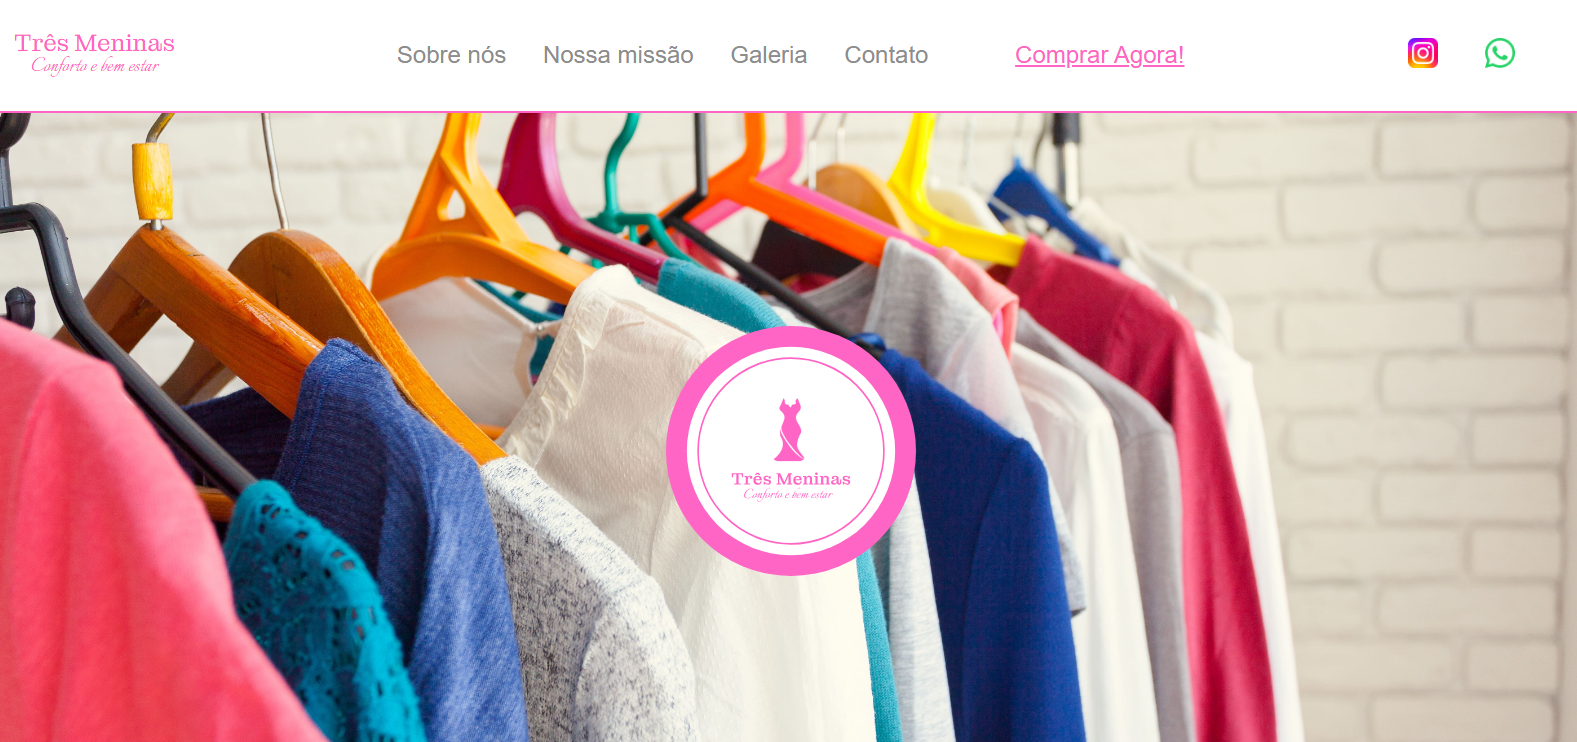 Três Meninas
Conforto e bem estar
Sobre nós Nossa missão Galeria Contato Comprar Agora!
Três Meninas
Conforto e bem estar